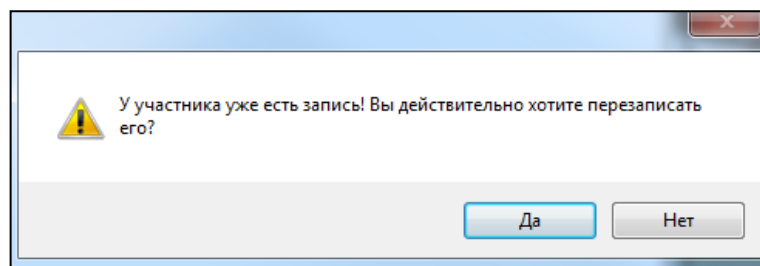 У участника уже есть запись! Вы действительно хотите перезаписать
его?
Да
Нет